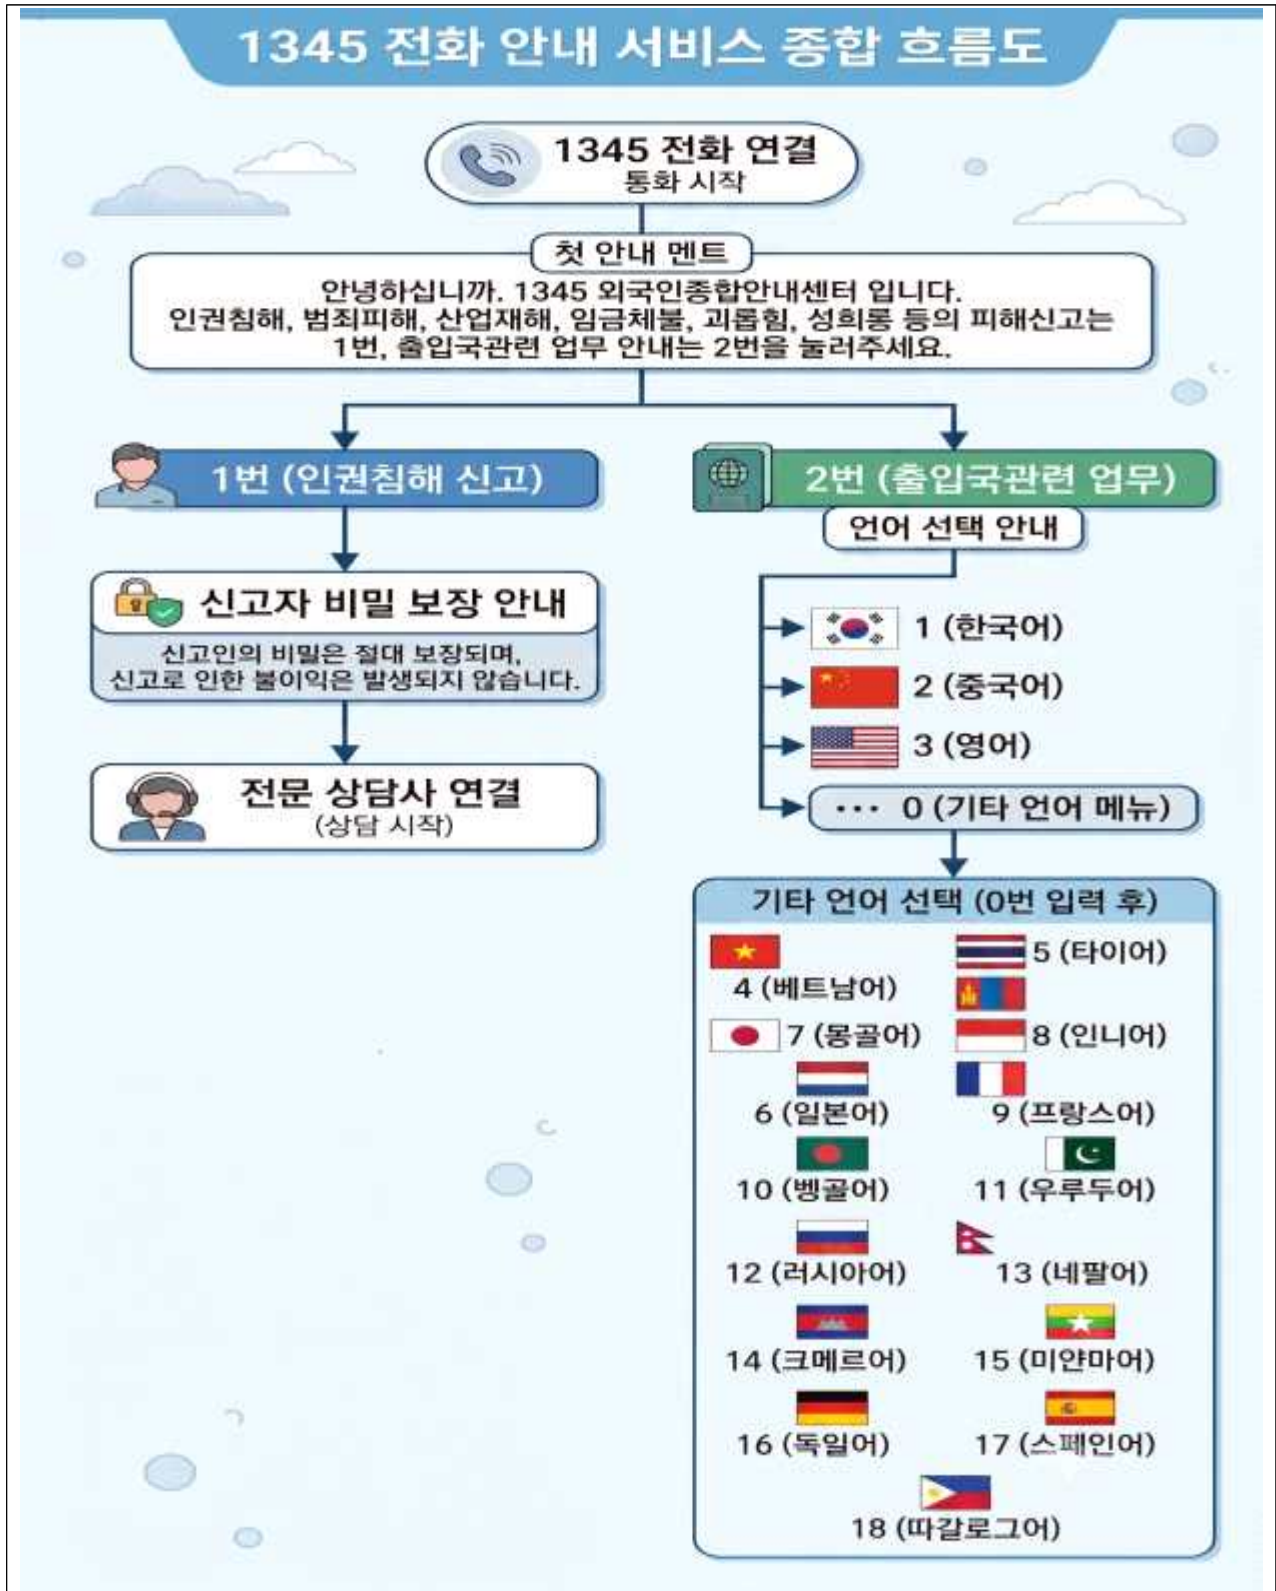 1345 전화 안내 서비스 종합 흐름도
1345 전화 연결
통화 시작
첫 안내 멘트
안녕하십니까. 1345 외국인종합안내센터 입니다.
인권침해, 범죄피해, 산업재해, 임금체불, 괴롭힘, 성희롱 등의 피해신고는
1번, 출입국관련 업무 안내는 2번을 눌러주세요.
1번 (인권침해 신고)
신고자 비밀 보장 안내
신고인의 비밀은 절대 보장되며,
신고로 인한 불이익은 발생되지 않습니다.
전문 상담사 연결
(상담 시작)
2번 (출입국관련 업무)
언어 선택 안내
1 (한국어)
2 (중국어)
3 (영어)
... 0 (기타 언어 메뉴)
기타 언어 선택 (0번 입력 후)
4 (베트남어)
5 (타이어)
7 (몽골어)
8 (인니어)
6 (일본어)
9 (프랑스어)
10 (벵골어)
11 (우루두어)
12 (러시아어)
13 (네팔어)
14 (크메르어)
15 (미얀마어)
16 (독일어)
17 (스페인어)
18 (따갈로그어)